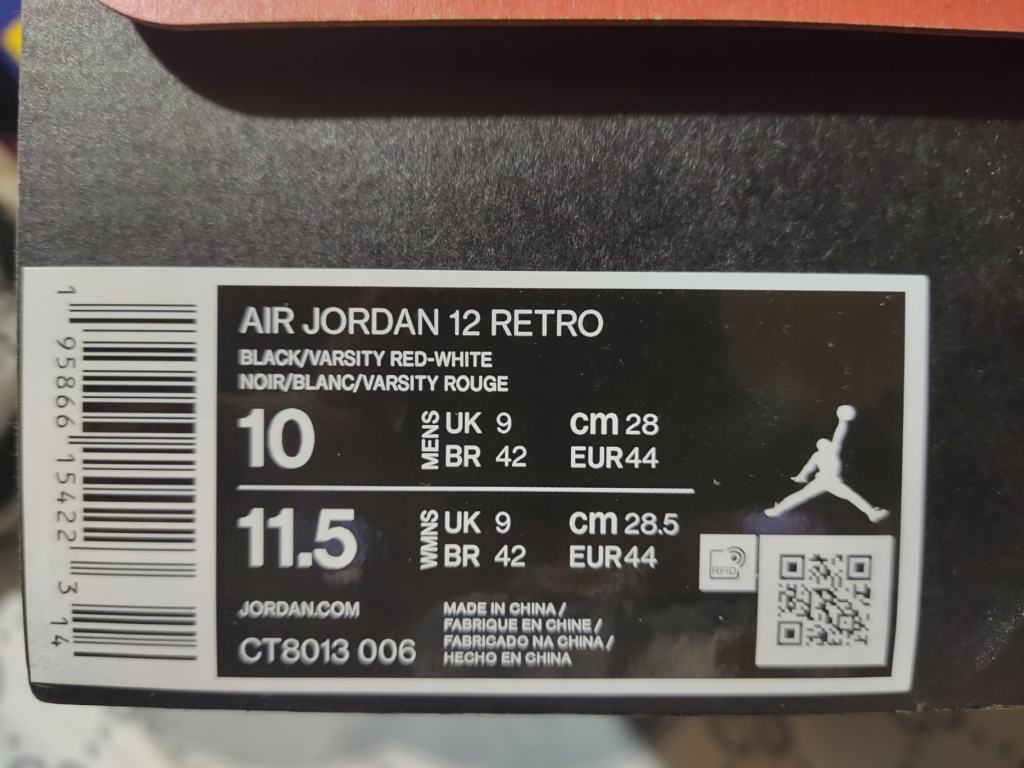 1 95866 15422 3 14
AIR JORDAN 12 RETRO
BLACK/VARSITY RED-WHITE
NOIR/BLANC/VARSITY ROUGE
10 MENS UK 9 cm 28
BR 42 EUR 44
11.5 WMNS UK 9 cm 28.5
BR 42 EUR 44
RFID
JORDAN.COM
CT8013 006
MADE IN CHINA /
FABRIQUE EN CHINE /
FABRICADO NA CHINA /
HECHO EN CHINA